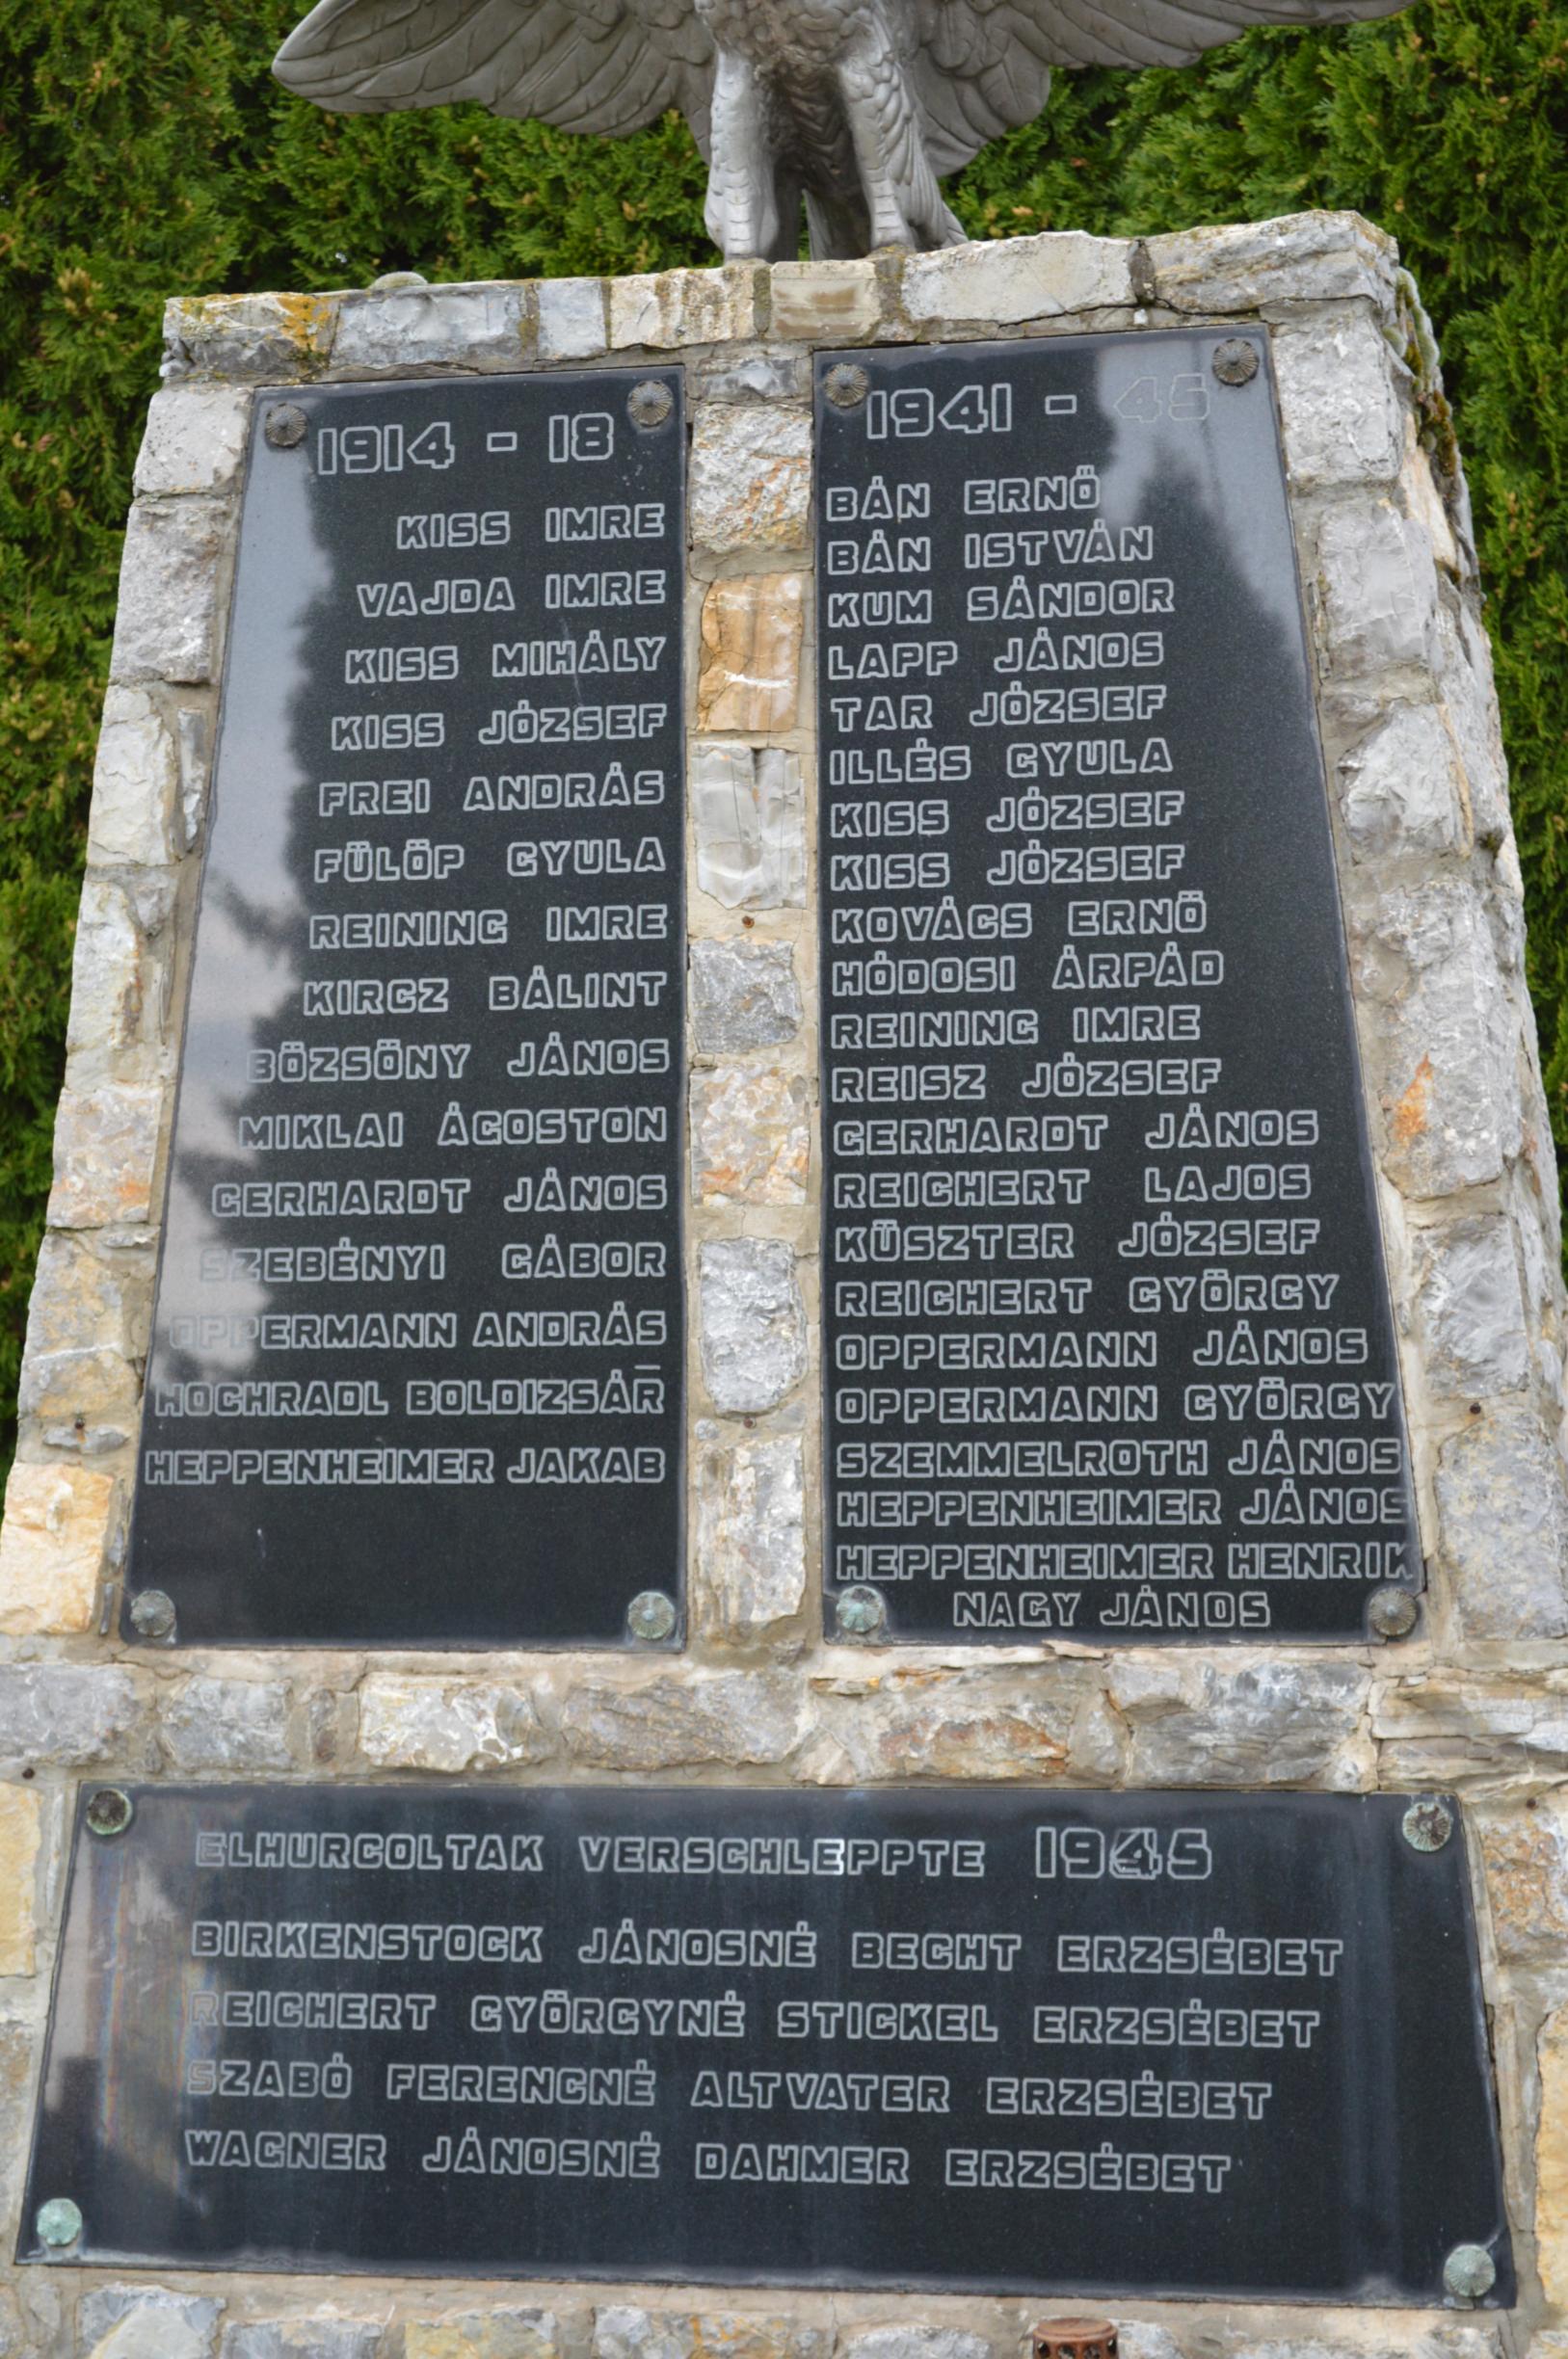 1914 - 18
KISS IMRE
VAJDA IMRE
KISS MIHÁLY
KISS JÓZSEF
FREI ANDRÁS
FÜLÖP GYULA
REINING IMRE
KIRCZ BÁLINT
BÖZSÖNY JÁNOS
MIKLAI ÁGOSTON
GERHARDT JÁNOS
SZEBÉNYI GÁBOR
OPPERMANN ANDRÁS
HOCHRADL BOLDIZSÁR
HEPPENHEIMER JAKAB
1941 - 45
BÁN ERNŐ
BÁN ISTVÁN
KUM SÁNDOR
LAPP JÁNOS
TAR JÓZSEF
ILLÉS GYULA
KISS JÓZSEF
KISS JÓZSEF
KOVÁCS ERNŐ
HÓDOSI ÁRPÁD
REINING IMRE
REISZ JÓZSEF
GERHARDT JÁNOS
REICHERT LAJOS
KÜSZTER JÓZSEF
REICHERT GYÖRGY
OPPERMANN JÁNOS
OPPERMANN GYÖRGY
SZEMMELROTH JÁNOS
HEPPENHEIMER JÁNOS
HEPPENHEIMER HENRIK
NAGY JÁNOS
ELHURCOLTAK VERSCHLEPPTE 1945
BIRKENSTOCK JÁNOSNÉ BECHT ERZSÉBET
REICHERT GYÖRGYNÉ STICKEL ERZSÉBET
SZABÓ FERENCNÉ ALTVATER ERZSÉBET
WAGNER JÁNOSNÉ DAHMER ERZSÉBET